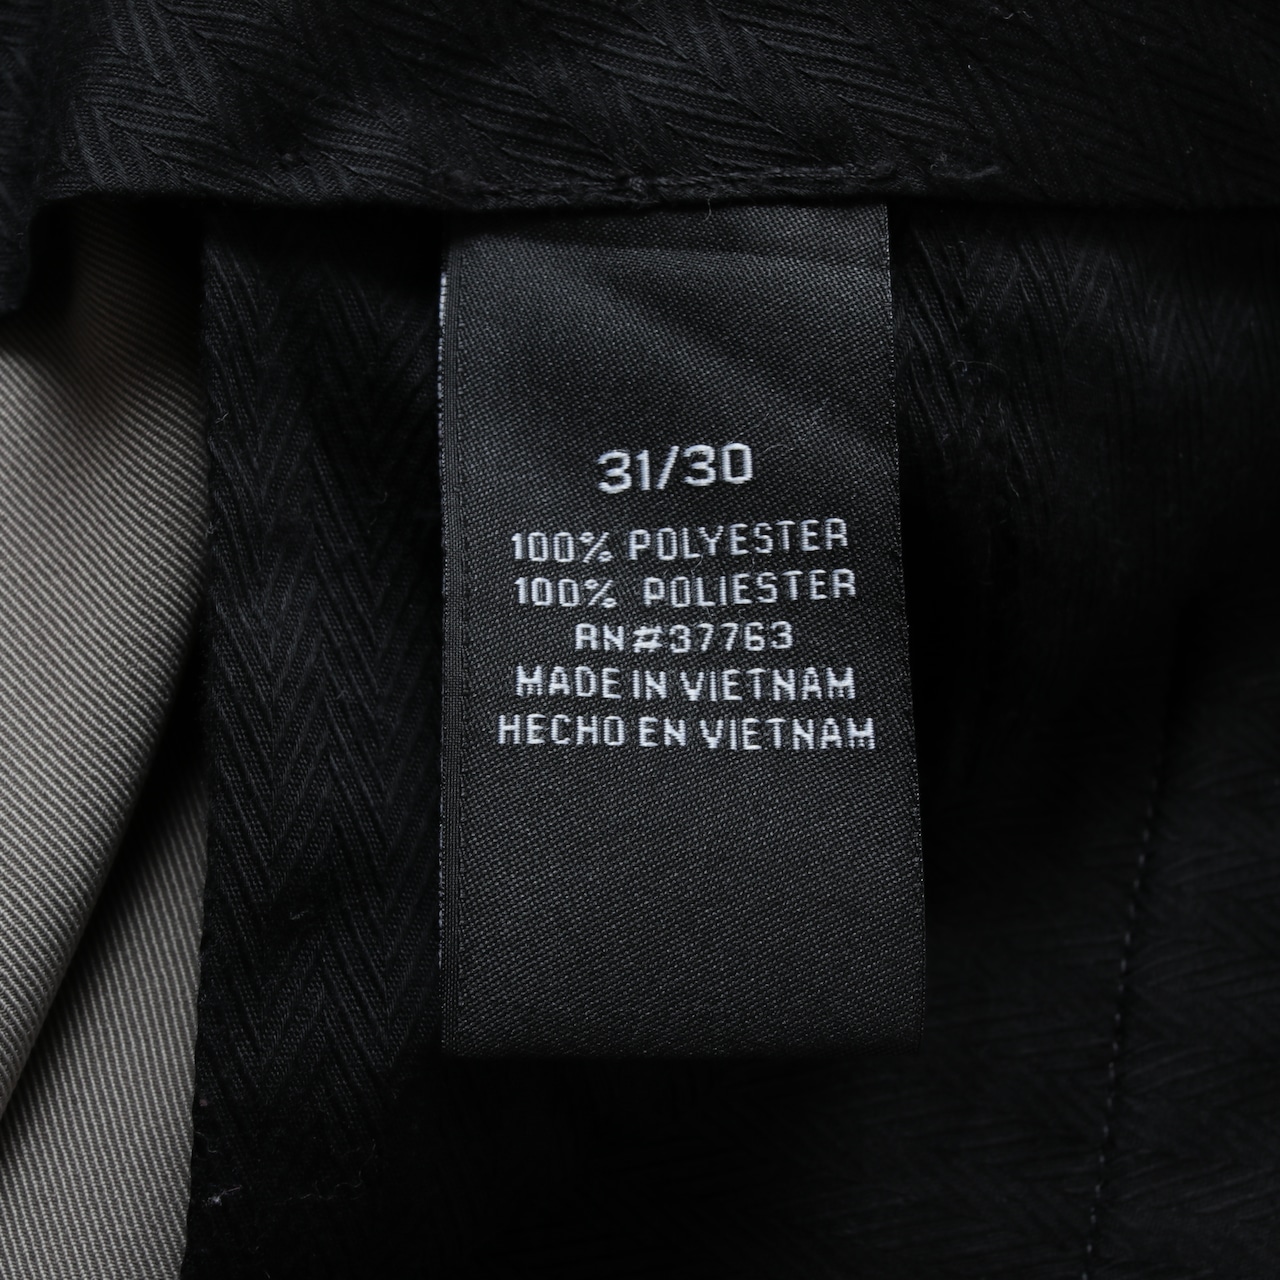 31/30
100% POLYESTER
100% POLIESTER
RN#37763
MADE IN VIETNAM
HECHO EN VIETNAM